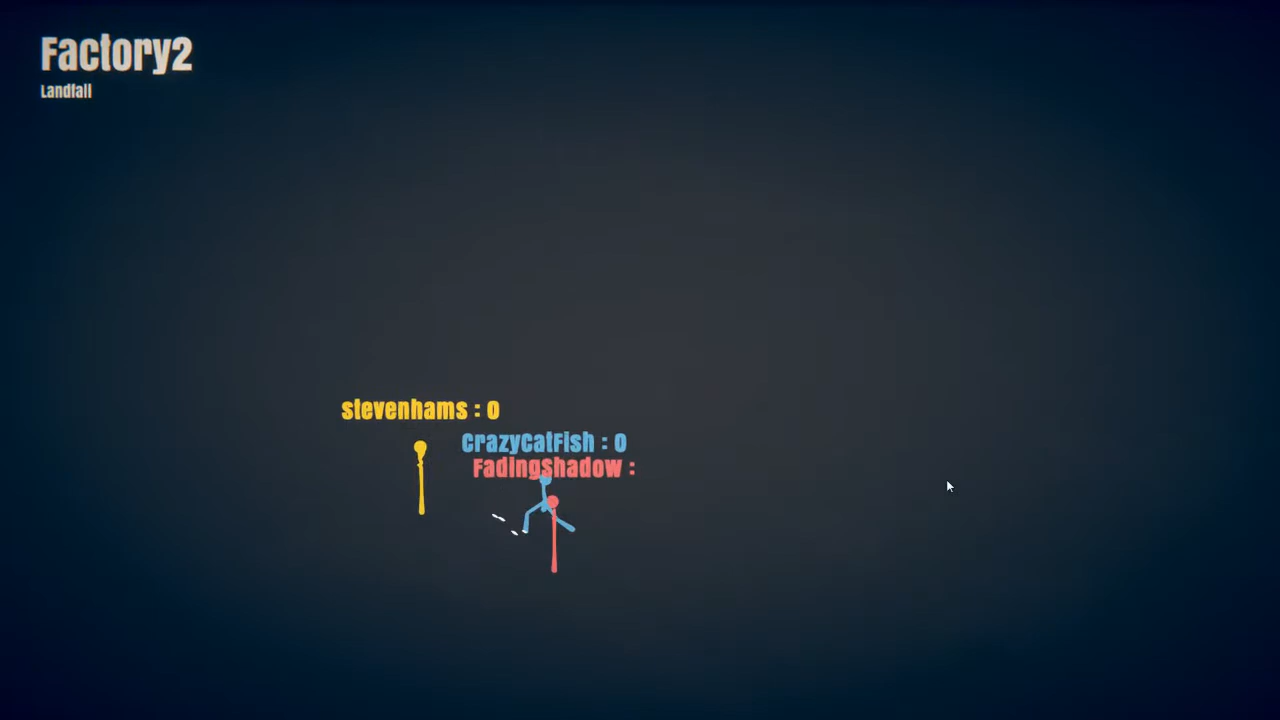 Factory2
Landfall
stevenhams : 0
CrazyCatFish : 0
FadingShadow :